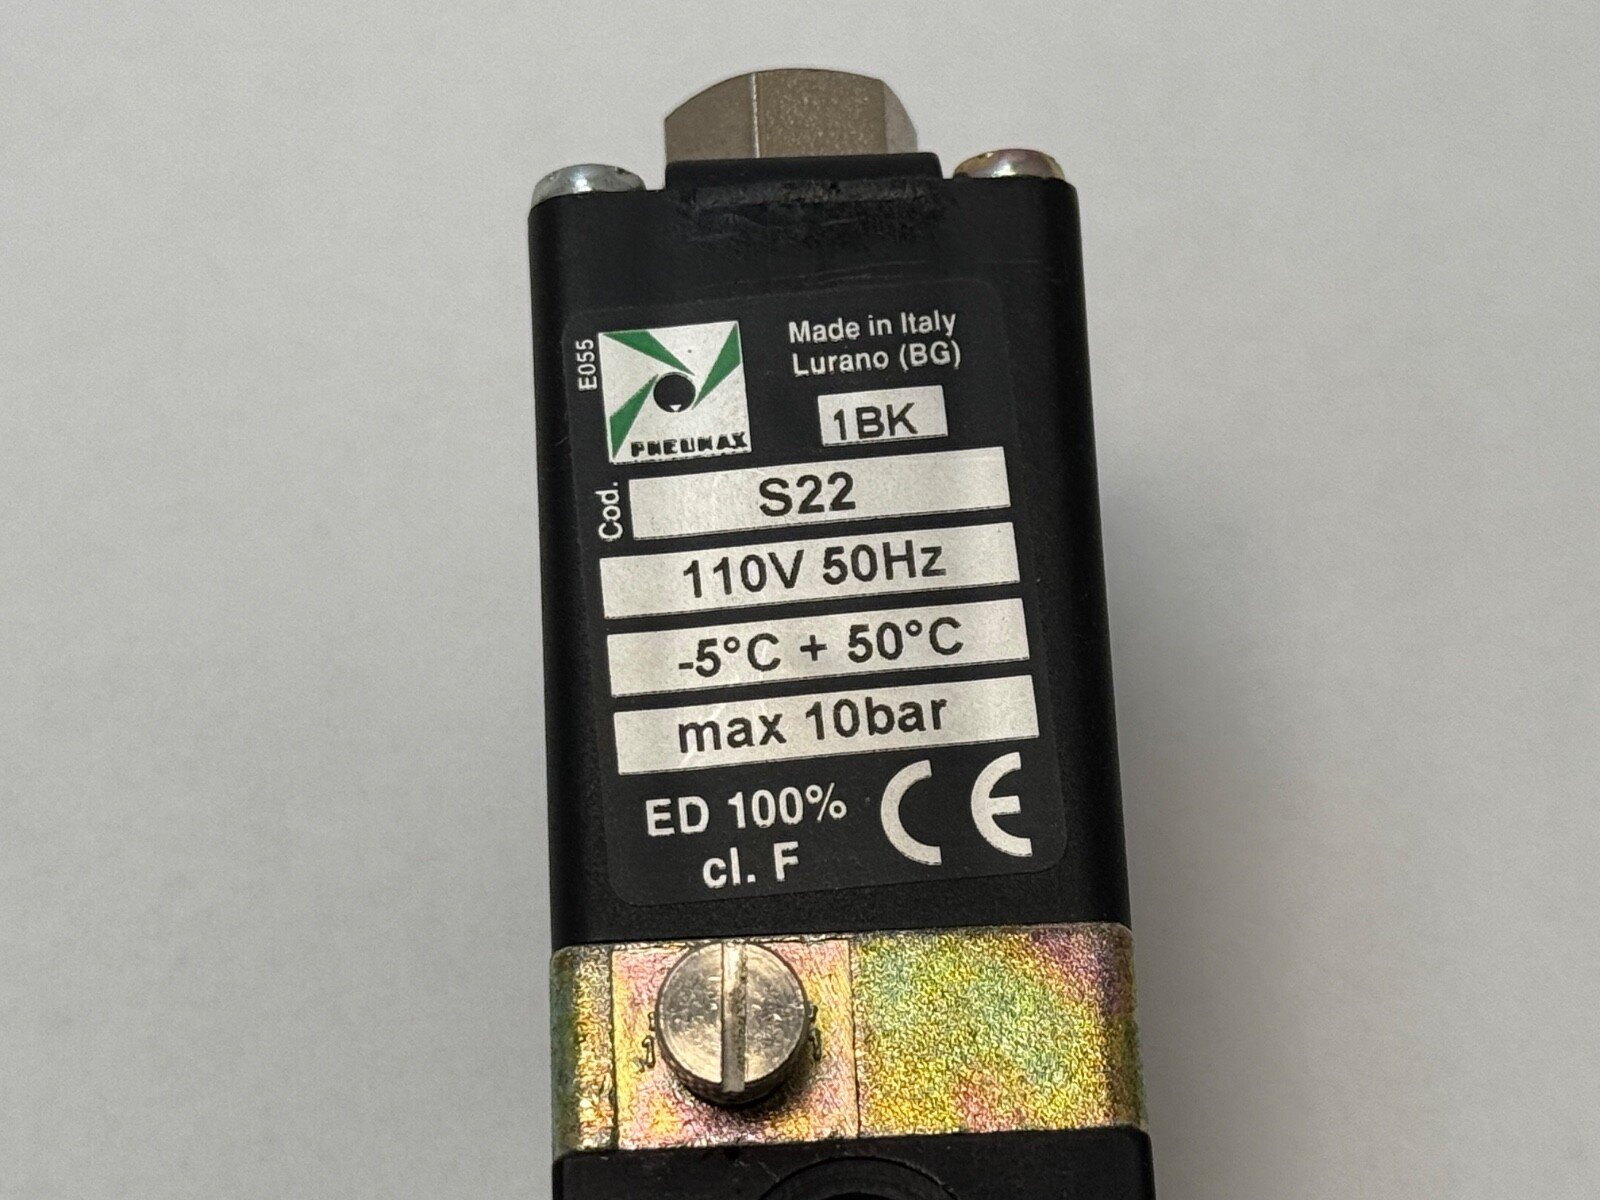 E055
PNEUMAX
Made in Italy
Lurano (BG)
1BK
Cod.
S22
110V 50Hz
-5°C + 50°C
max 10bar
ED 100%
cl. F
CE